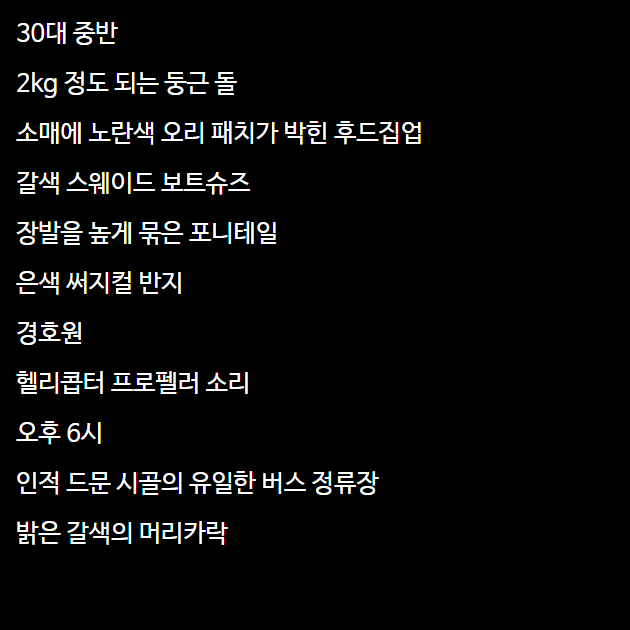 30대 중반
2kg 정도 되는 둥근 돌
소매에 노란색 오리 패치가 박힌 후드집업
갈색 스웨이드 보트슈즈
장발을 높게 묶은 포니테일
은색 써지컬 반지
경호원
헬리콥터 프로펠러 소리
오후 6시
인적 드문 시골의 유일한 버스 정류장
밝은 갈색의 머리카락